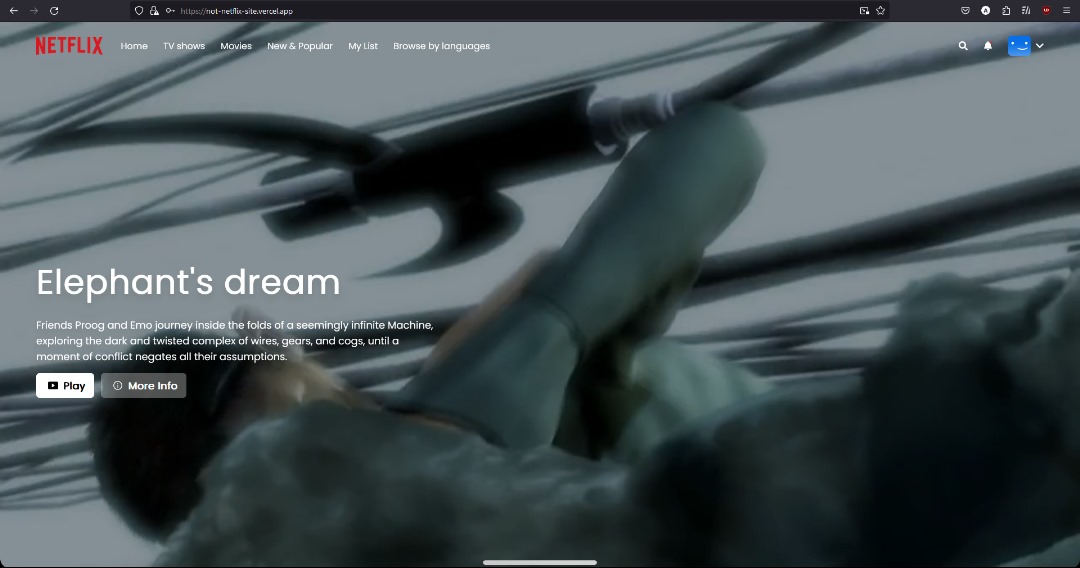 https://not-netflix-site.vercel.app
NETFLIX Home TV shows Movies New & Popular My List Browse by languages
Elephant's dream
Friends Proog and Emo journey inside the folds of a seemingly infinite Machine,
exploring the dark and twisted complex of wires, gears, and cogs, until a
moment of conflict negates all their assumptions.
Play More Info